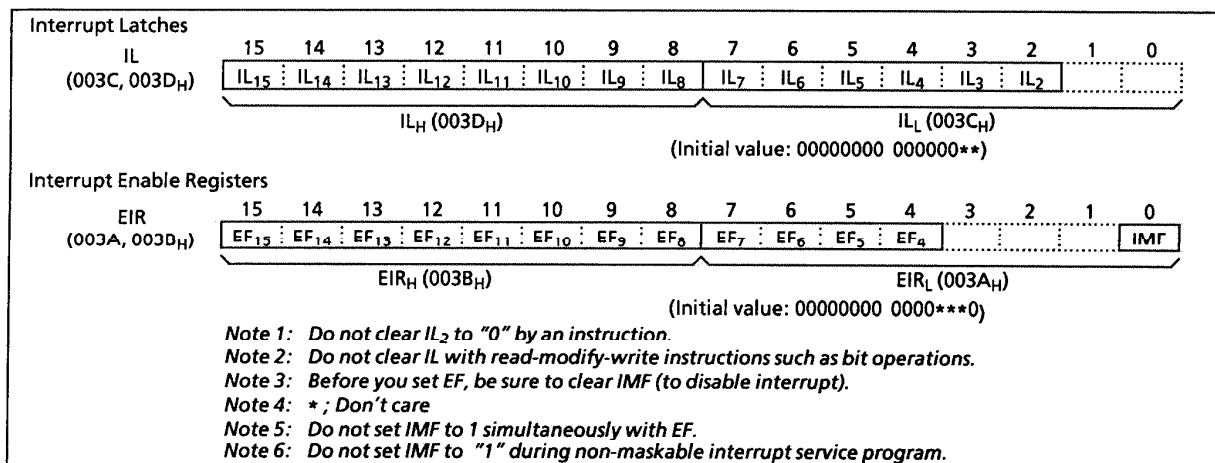 Interrupt Latches
IL 15 14 13 12 11 10 9 8 7 6 5 4 3 2 1 0
(003C, 003DH) IL15 IL14 IL13 IL12 IL11 IL10 IL9 IL8 IL7 IL6 IL5 IL4 IL3 IL2
ILH (003DH) ILL (003CH)
(Initial value: 00000000 000000**)
Interrupt Enable Registers
EIR 15 14 13 12 11 10 9 8 7 6 5 4 3 2 1 0
(003A, 003BH) EF15 EF14 EF13 EF12 EF11 EF10 EF9 EF8 EF7 EF6 EF5 EF4 IMF
EIRH (003BH) EIRL (003AH)
(Initial value: 00000000 0000***0)
Note 1: Do not clear IL2 to "0" by an instruction.
Note 2: Do not clear IL with read-modify-write instructions such as bit operations.
Note 3: Before you set EF, be sure to clear IMF (to disable interrupt).
Note 4: * ; Don't care
Note 5: Do not set IMF to 1 simultaneously with EF.
Note 6: Do not set IMF to "1" during non-maskable interrupt service program.